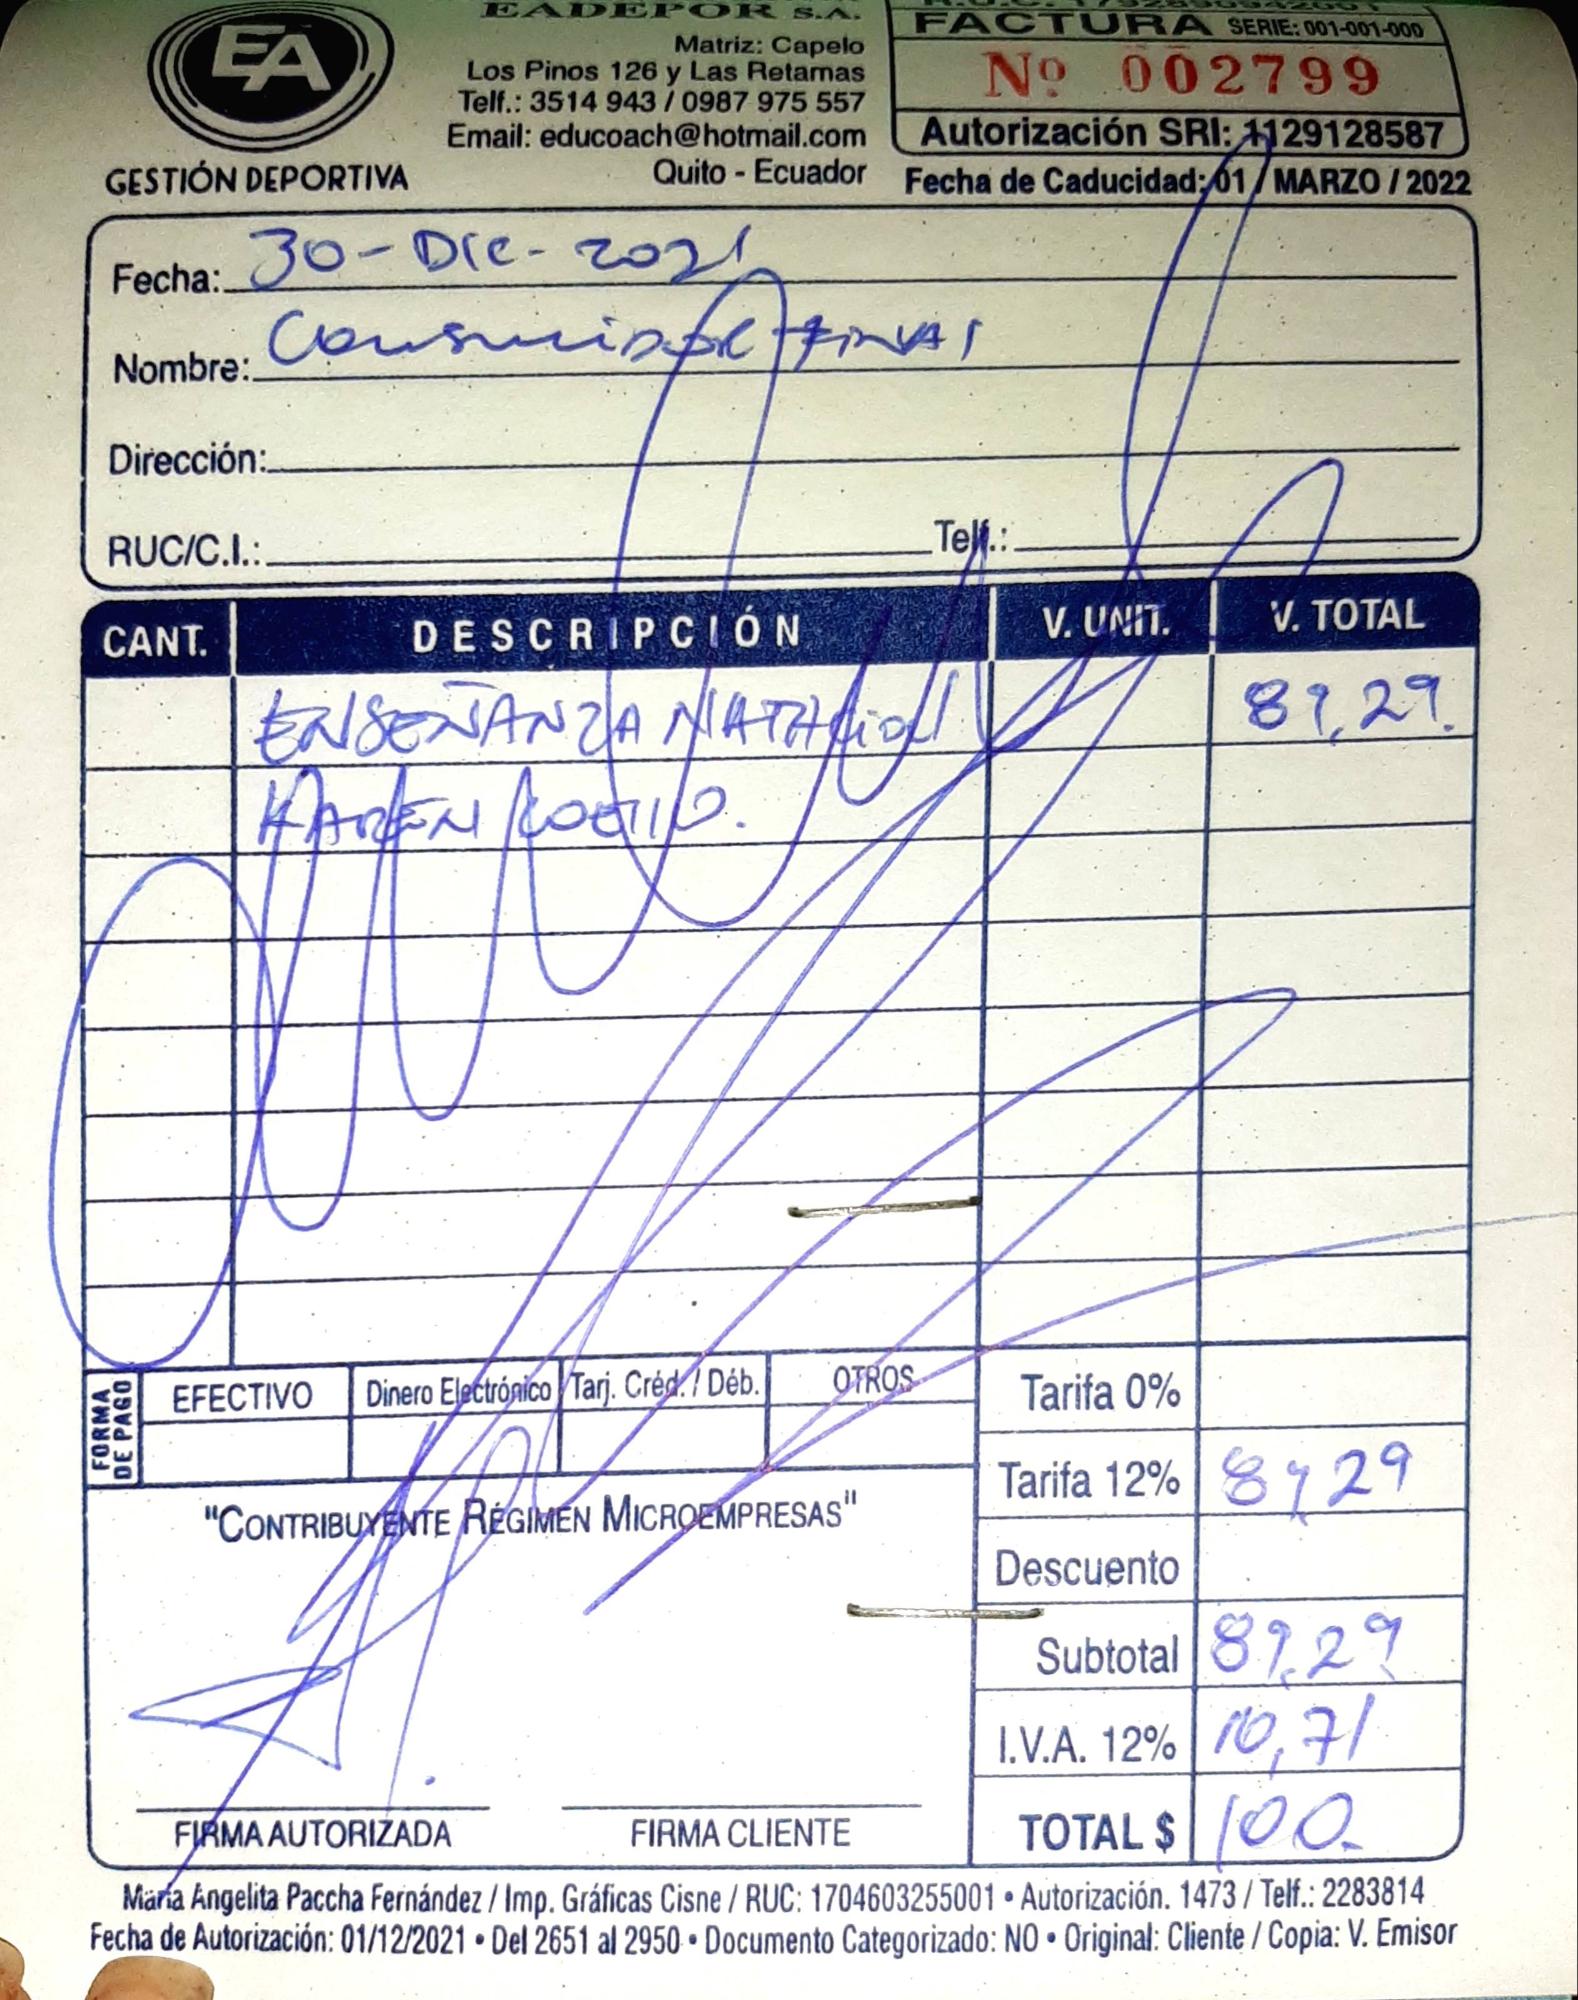 EA
GESTIÓN DEPORTIVA
EADEPOR S.A.
Matriz: Capelo
Los Pinos 126 y Las Retamas
Telf.: 3514 943 / 0987 975 557
Email: educoach@hotmail.com
Quito - Ecuador
FACTURA SERIE: 001-001-000
Nº 002799
Autorización SRI: 1129128587
Fecha de Caducidad: 01 / MARZO / 2022
Fecha: 30-DIC-2021
Nombre: Consumidor FINAL
Dirección:
RUC/C.I.: Telf.:
CANT. DESCRIPCIÓN V. UNIT. V. TOTAL
ENSEÑANZA NATACION 89,29.
KAREN COELLO.
FORMA DE PAGO
EFECTIVO Dinero Electrónico Tarj. Créd. / Déb. OTROS
Tarifa 0%
Tarifa 12% 89,29
"CONTRIBUYENTE RÉGIMEN MICROEMPRESAS"
Descuento
Subtotal 89,29
I.V.A. 12% 10,71
TOTAL $ 100.
FIRMA AUTORIZADA FIRMA CLIENTE
María Angelita Paccha Fernández / Imp. Gráficas Cisne / RUC: 1704603255001 • Autorización. 1473 / Telf.: 2283814
Fecha de Autorización: 01/12/2021 • Del 2651 al 2950 • Documento Categorizado: NO • Original: Cliente / Copia: V. Emisor